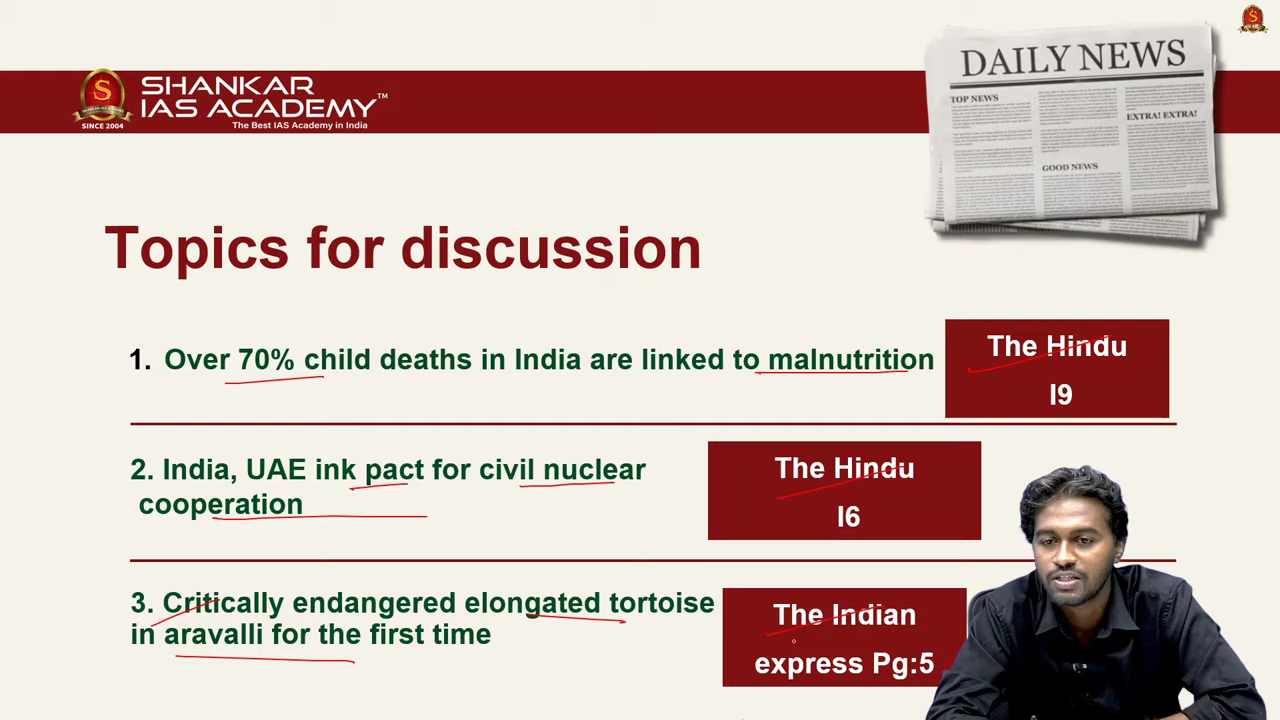 SHANKAR
IAS ACADEMY™
The Best IAS Academy in India
S
SHANKAR IAS ACADEMY
SINCE 2004
DAILY NEWS
TOP NEWS
EXTRA! EXTRA!
GOOD NEWS
Topics for discussion
1. Over 70% child deaths in India are linked to malnutrition
The Hindu
I9
2. India, UAE ink pact for civil nuclear
cooperation
The Hindu
I6
3. Critically endangered elongated tortoise
in aravalli for the first time
The Indian
express Pg:5